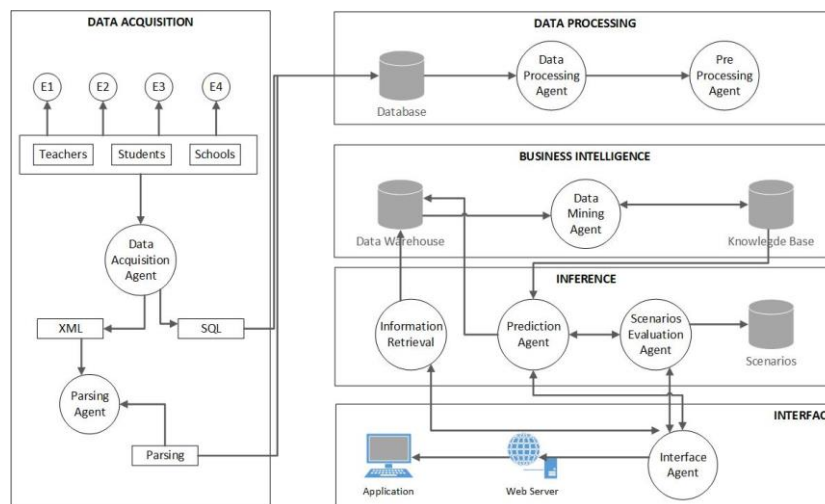 DATA ACQUISITION
E1
E2
E3
E4
Teachers
Students
Schools
Data
Acquisition
Agent
XML
SQL
Parsing
Agent
Parsing
DATA PROCESSING
Database
Data
Processing
Agent
Pre
Processing
Agent
BUSINESS INTELLIGENCE
Data Warehouse
Data
Mining
Agent
Knowlegde Base
INFERENCE
Information
Retrieval
Prediction
Agent
Scenarios
Evaluation
Agent
Scenarios
INTERFAC
Application
Web Server
Interface
Agent